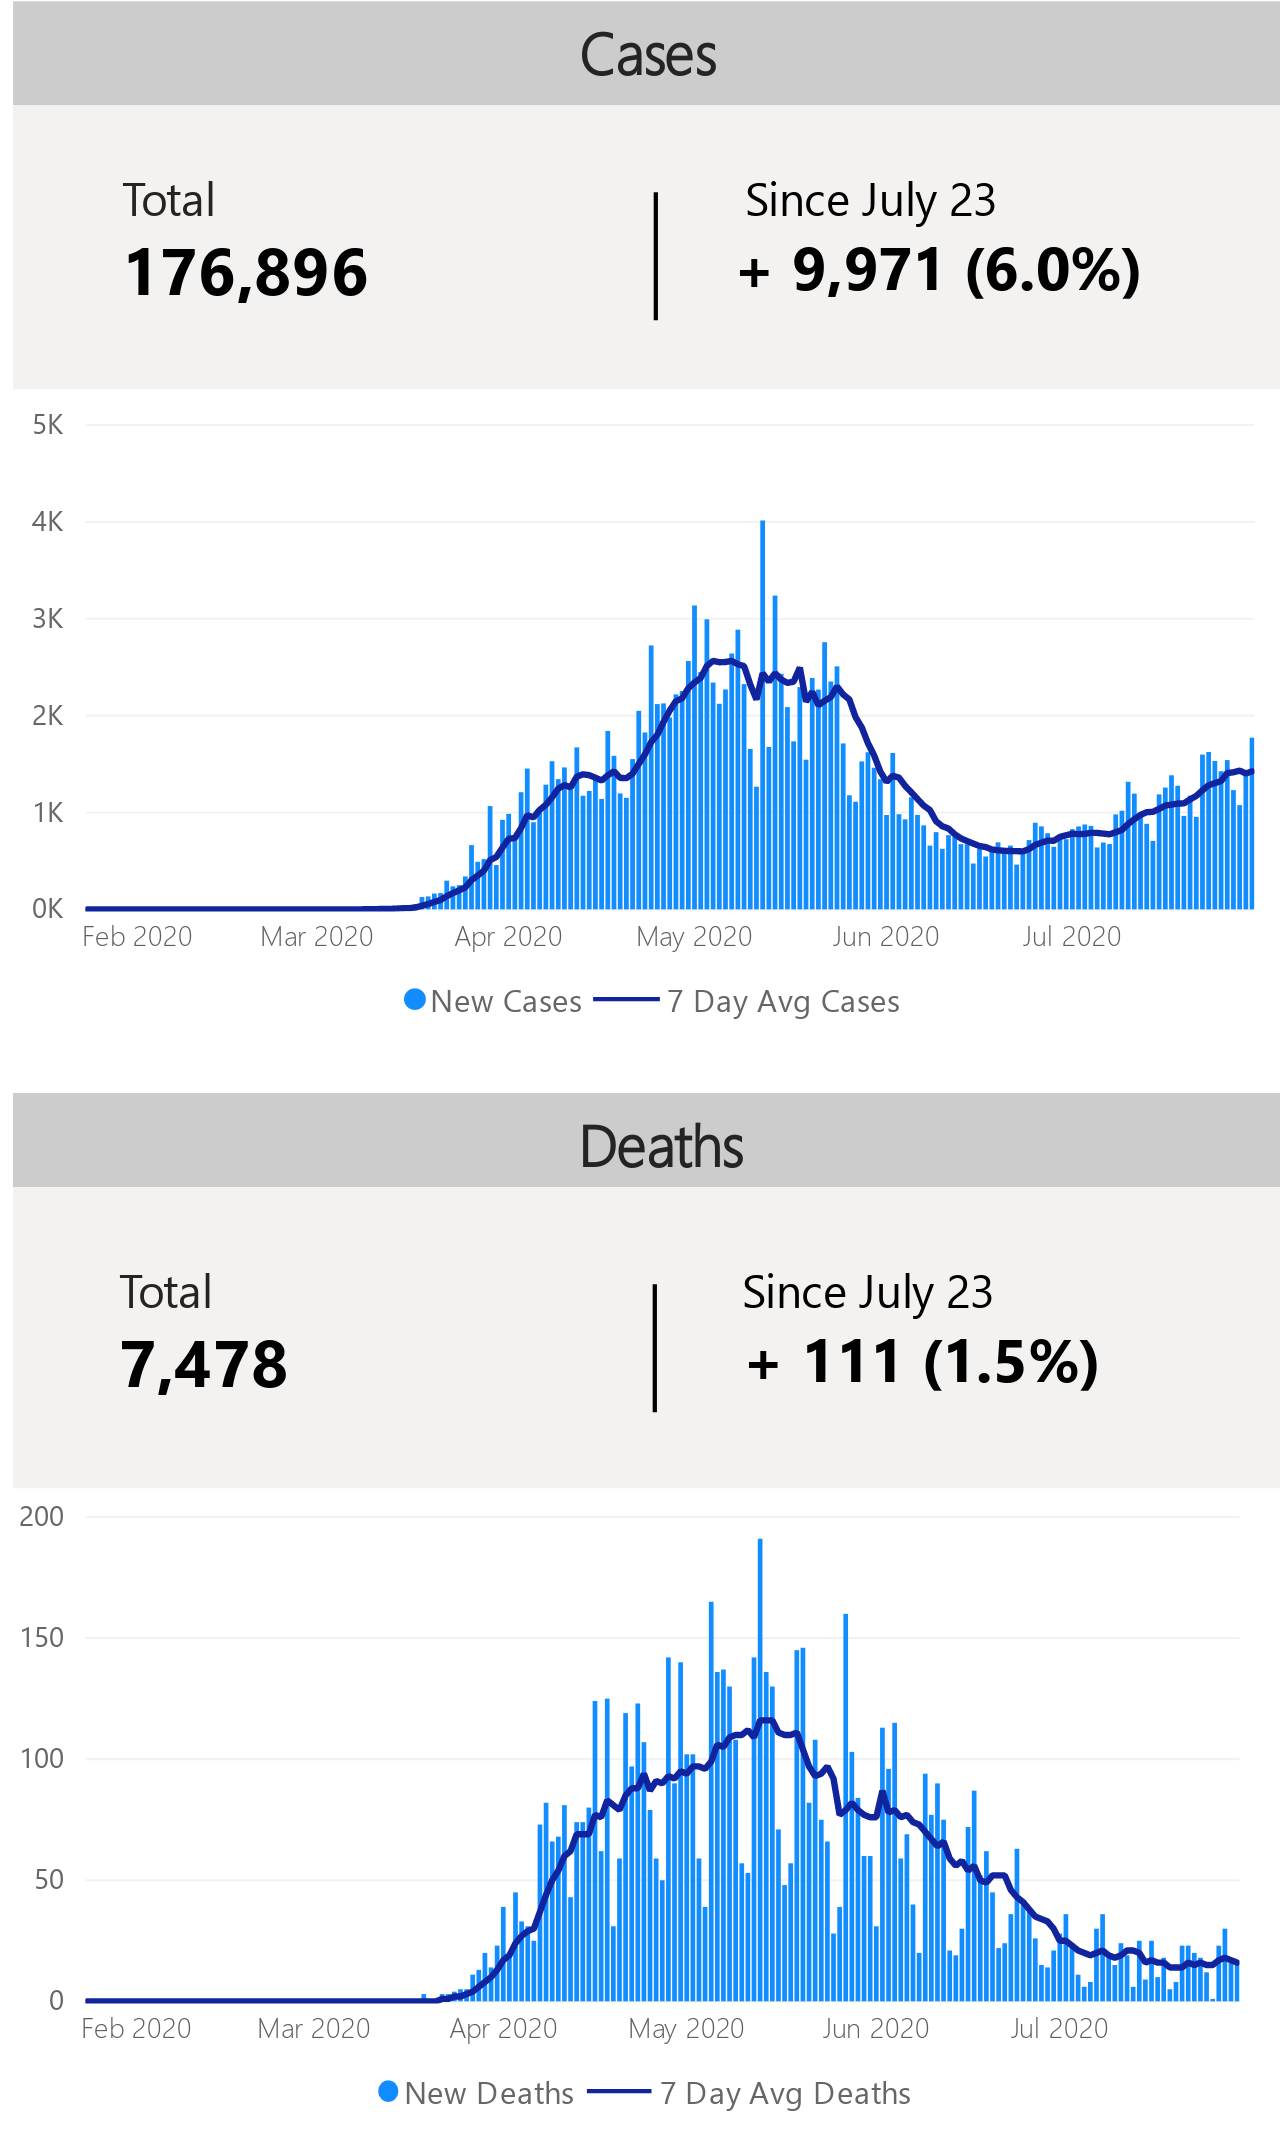 Cases
Total
Since July 23
176,896
+ 9,971 (6.0%)
5K
4K
3K
2K
1K
0K
Feb 2020 Mar 2020 Apr 2020 May 2020 Jun 2020 Jul 2020
New Cases 7 Day Avg Cases
Deaths
Total
Since July 23
7,478
+ 111 (1.5%)
200
150
100
50
0
Feb 2020 Mar 2020 Apr 2020 May 2020 Jun 2020 Jul 2020
New Deaths 7 Day Avg Deaths